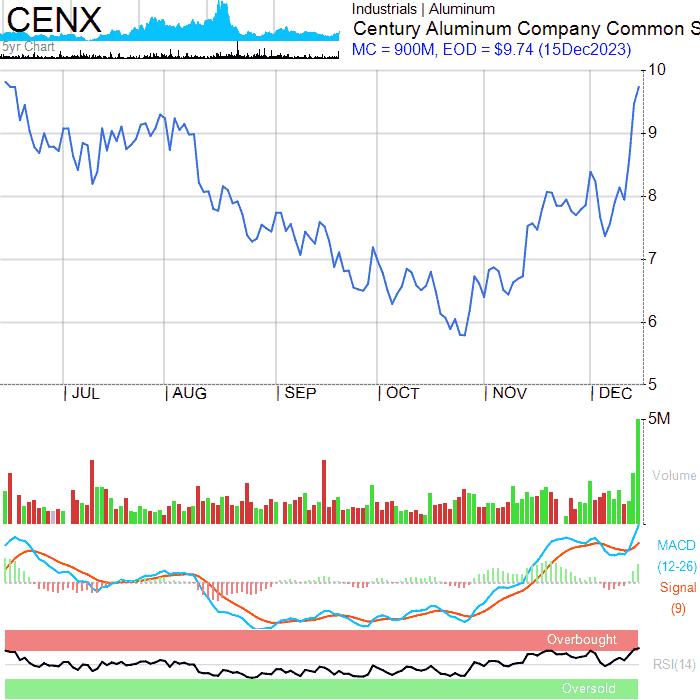 CENX
5yr Chart
Industrials | Aluminum
Century Aluminum Company Common S
MC = 900M, EOD = $9.74 (15Dec2023)
10
9
8
7
6
5
JUL AUG SEP OCT NOV DEC
5M
Volume
MACD
(12-26)
Signal
(9)
Overbought
RSI(14)
Oversold